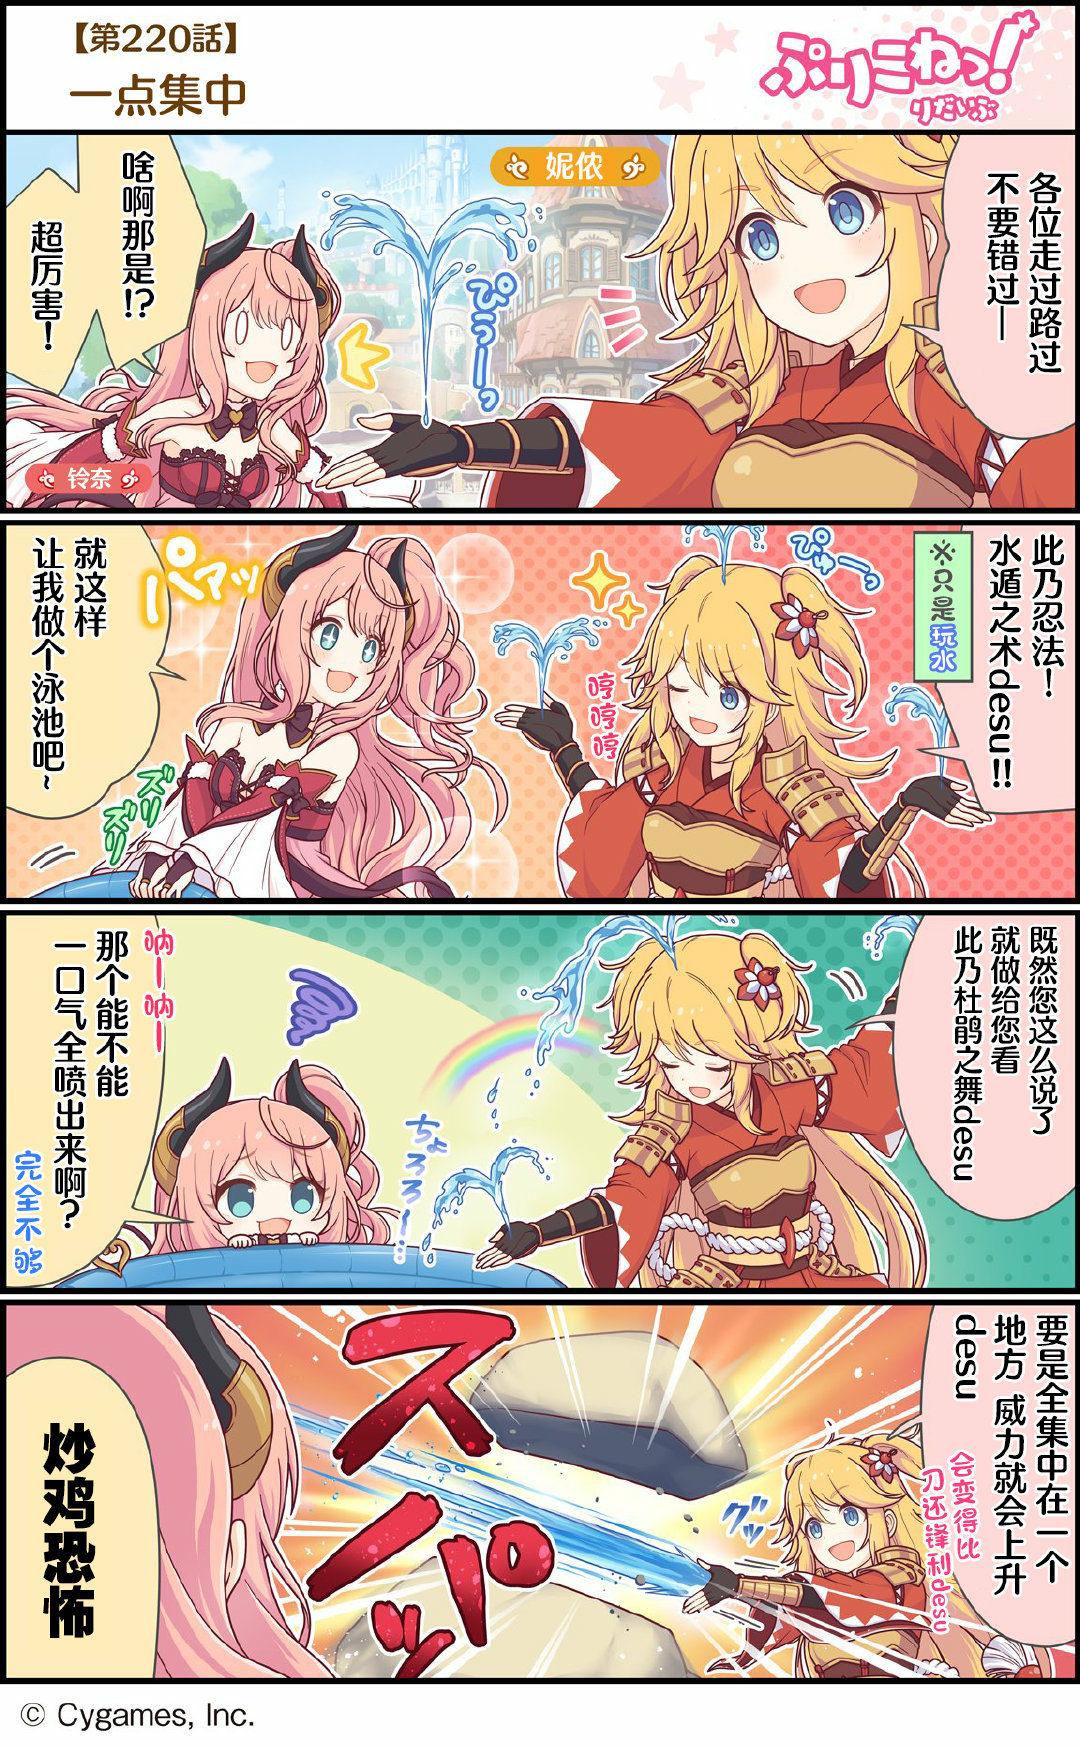 【第220話】
一点集中
ぷりこねっ！
りだいぶ
各位走过路过
不要错过—
妮侬
啥啊那是!?
超厉害！
ぴゅーっ
铃奈
此乃忍法！
水遁之术desu!!
※只是玩水
ぴゅーっ
哼哼哼
パァッ
就这样
让我做个泳池吧~
ズリ
ズリ
既然您这么说了
就做给您看
此乃杜鹃之舞desu
呐ー呐ー
那个能不能
一口气全喷出来啊？
完全不够
ちょろろ～…
要是全集中在一个
地方 威力就会上升
desu
会变得比
刀还锋利desu
グッ
スパッ
炒鸡恐怖
© Cygames, Inc.